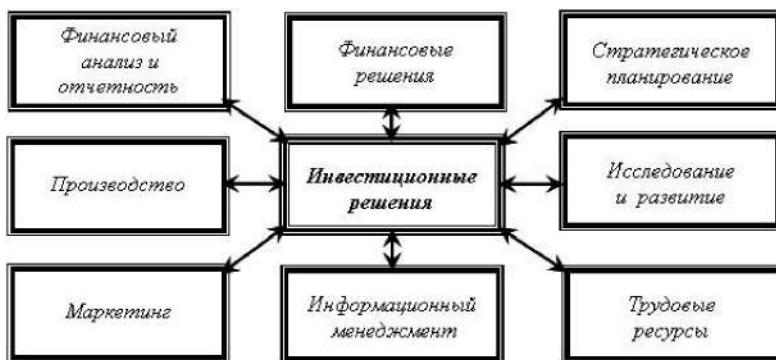 Финансовый
анализ и
отчетность
Финансовые
решения
Стратегическое
планирование
Производство
Инвестиционные
решения
Исследование
и развитие
Маркетинг
Информационный
менеджмент
Трудовые
ресурсы